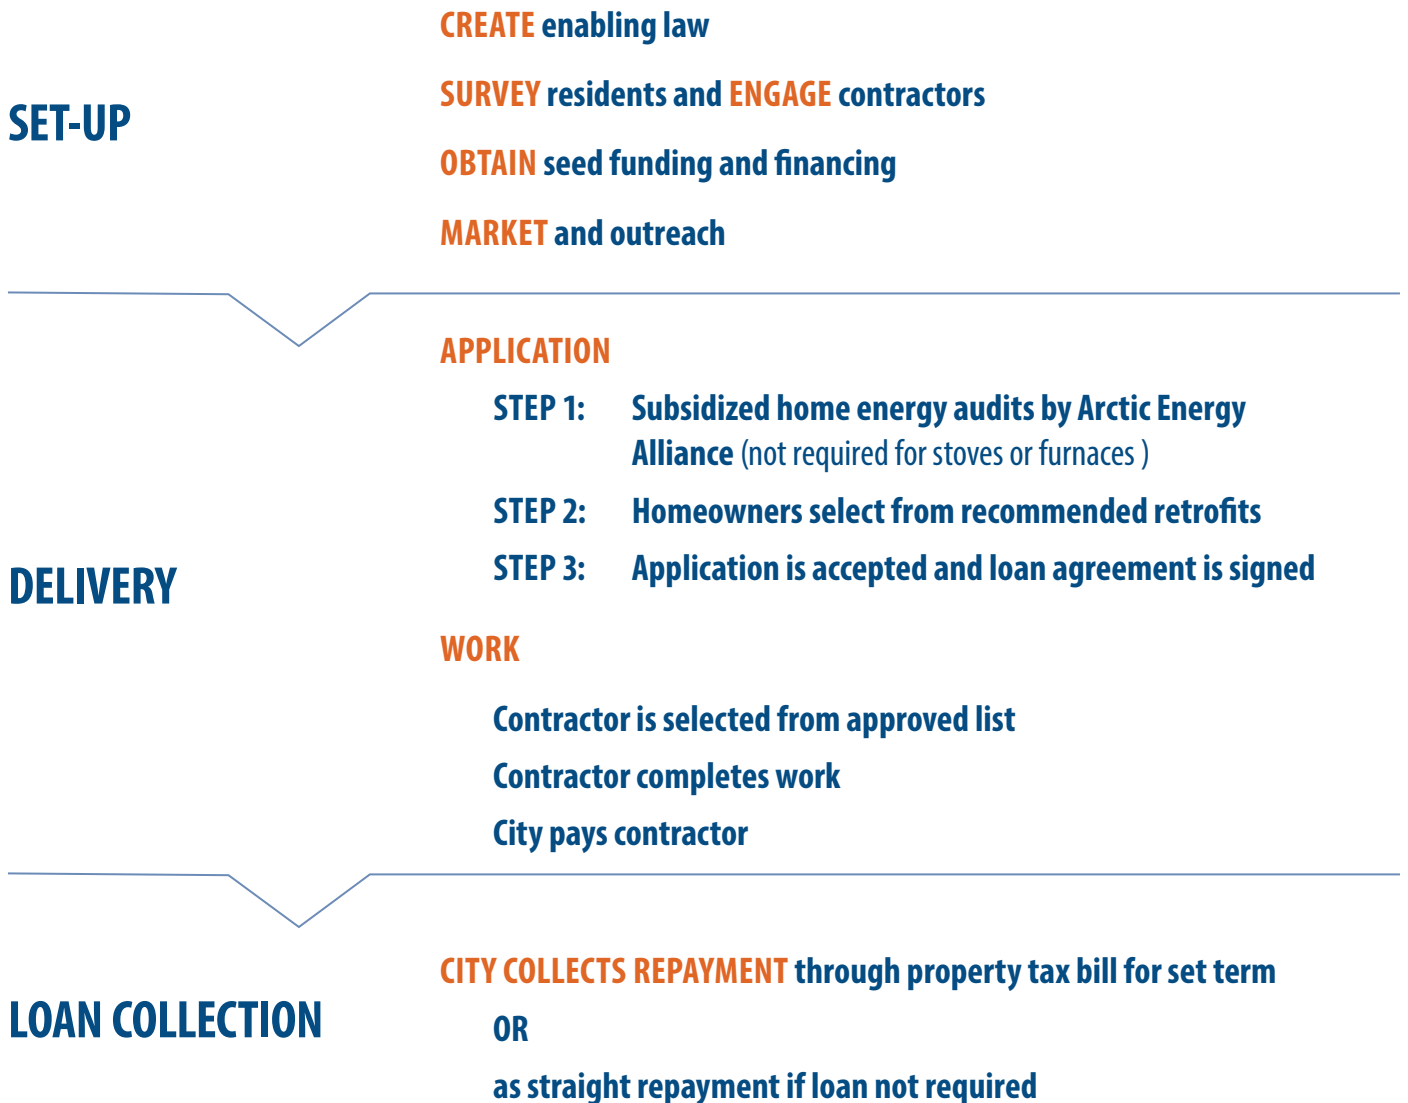 SET-UP
CREATE enabling law
SURVEY residents and ENGAGE contractors
OBTAIN seed funding and financing
MARKET and outreach
DELIVERY
APPLICATION
STEP 1: Subsidized home energy audits by Arctic Energy
Alliance (not required for stoves or furnaces )
STEP 2: Homeowners select from recommended retrofits
STEP 3: Application is accepted and loan agreement is signed
WORK
Contractor is selected from approved list
Contractor completes work
City pays contractor
LOAN COLLECTION
CITY COLLECTS REPAYMENT through property tax bill for set term
OR
as straight repayment if loan not required